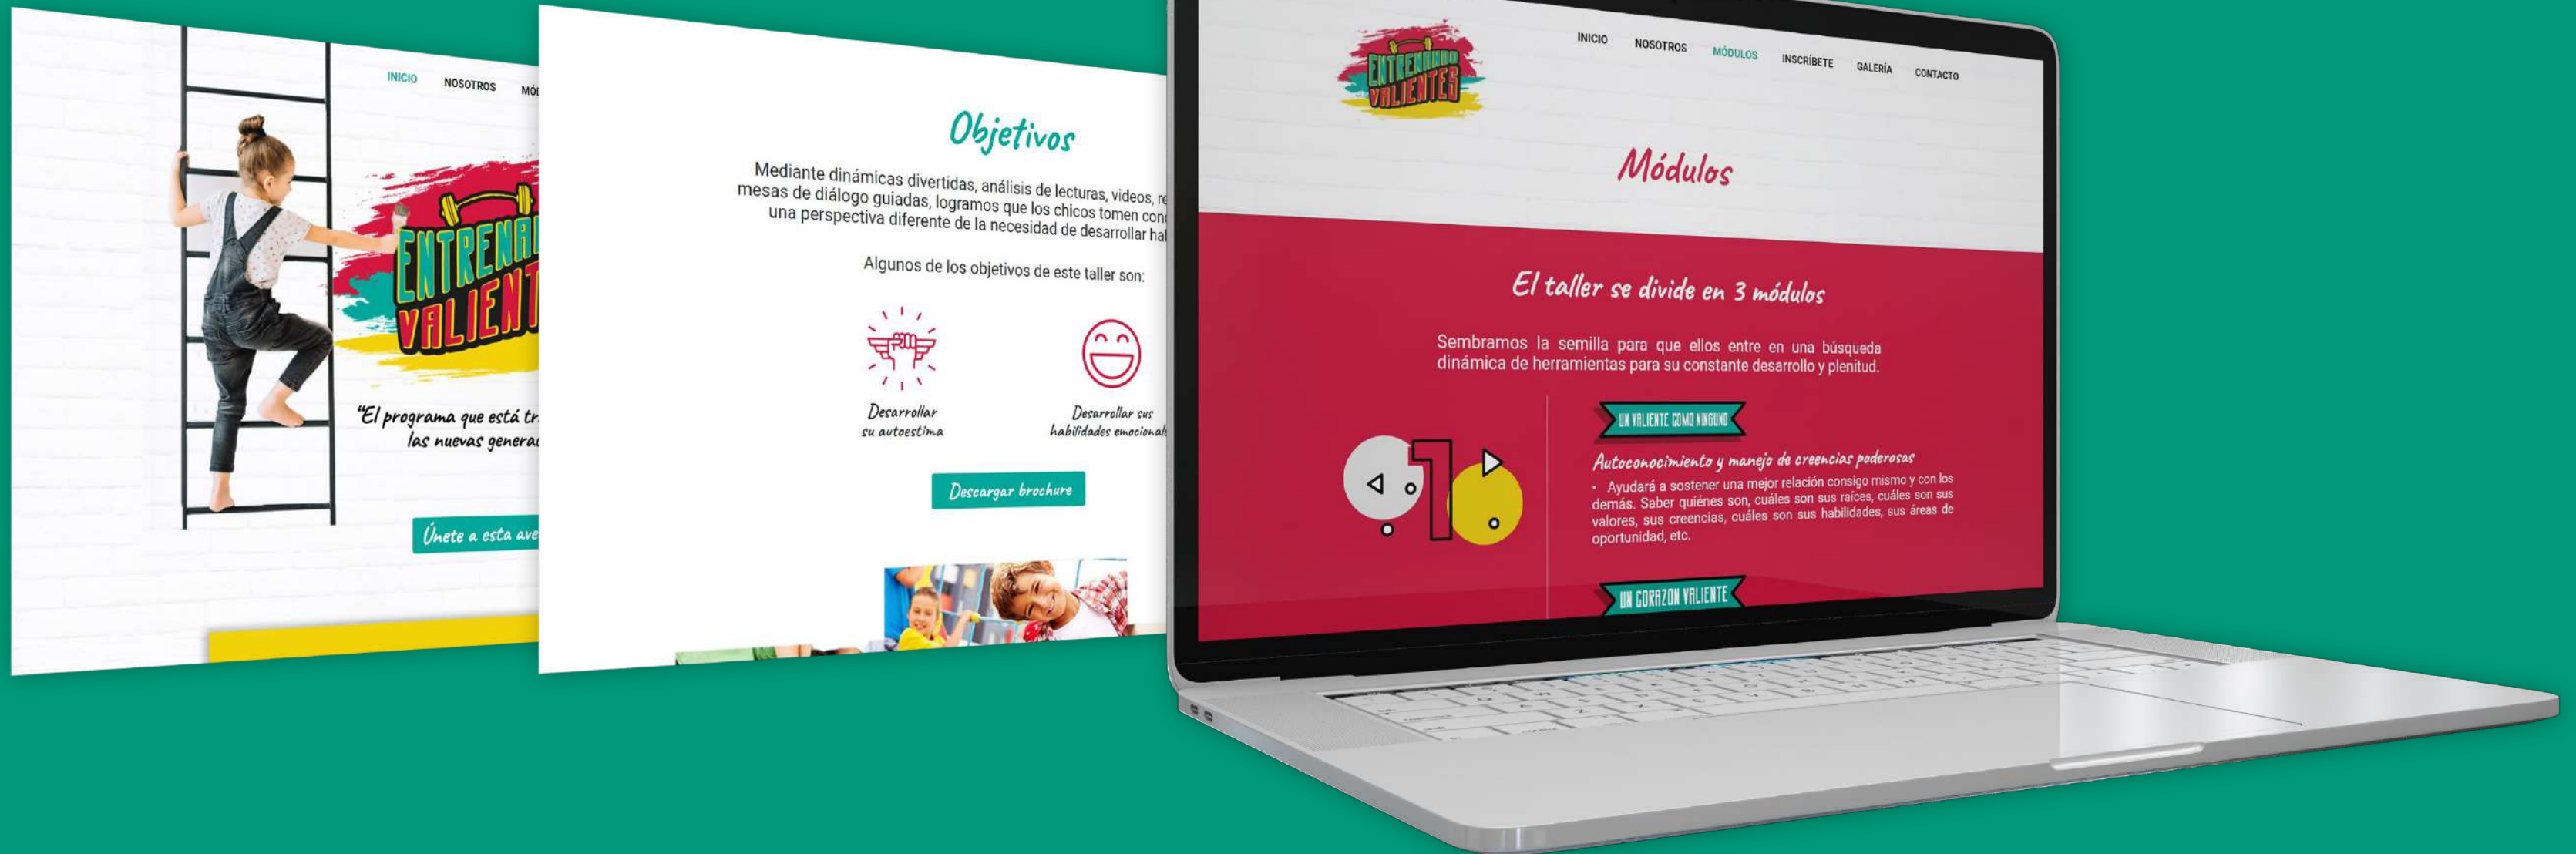 INICIO NOSOTROS
ENTRENANDO
VALIENTES
"El programa que está
las nuevas
Únete a esta
Objetivos
Mediante dinámicas divertidas, análisis de lecturas, videos,
mesas de diálogo guiadas, logramos que los chicos tomen
una perspectiva diferente de la necesidad de desarrollar
Algunos de los objetivos de este taller son:
Desarrollar
su autoestima
Desarrollar sus
habilidades
Descargar brochure
ENTRENANDO
VALIENTES
INICIO NOSOTROS MÓDULOS INSCRÍBETE GALERÍA CONTACTO
Módulos
El taller se divide en 3 módulos
Sembramos la semilla para que ellos entre en una búsqueda
dinámica de herramientas para su constante desarrollo y plenitud.
1
UN VALIENTE COMO NINGUNO
Autoconocimiento y manejo de creencias poderosas
• Ayudará a sostener una mejor relación consigo mismo y con los
demás. Saber quiénes son, cuáles son sus raíces, cuáles son sus
valores, sus creencias, cuáles son sus habilidades, sus áreas de
oportunidad, etc.
UN CORAZON VALIENTE